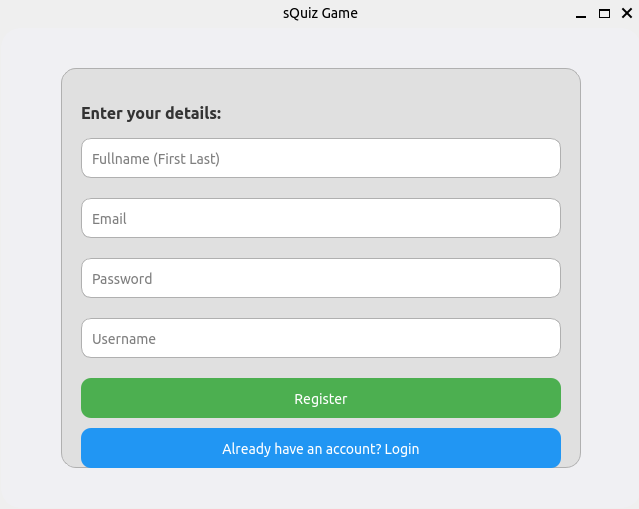 sQuiz Game
Enter your details:
Fullname (First Last)
Email
Password
Username
Register
Already have an account? Login